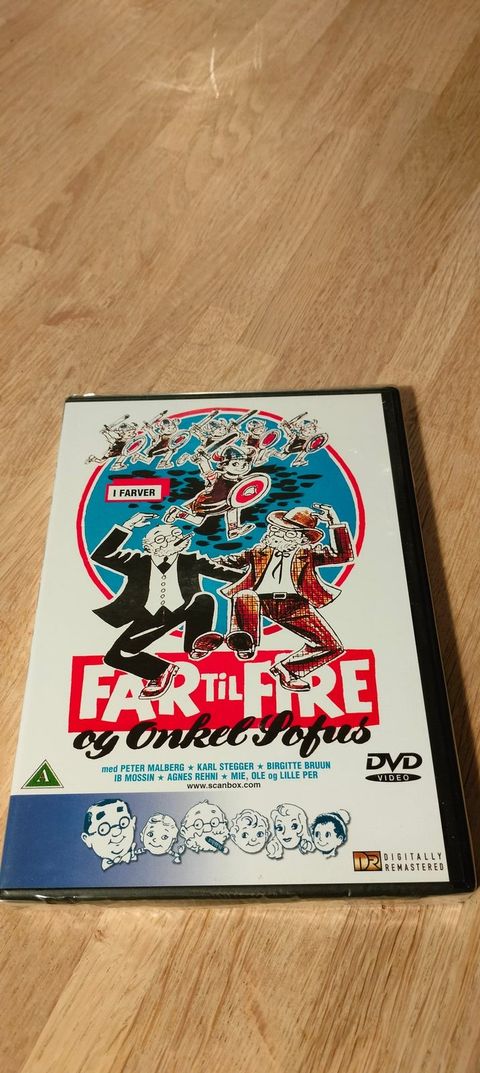 I FARVER
FAR TIL FIRE
og Onkel Sofus
med PETER MALBERG ★ KARL STEGGER ★ BIRGITTE BRUUN
IB MOSSIN ★ AGNES REHNI ★ MIE, OLE og LILLE PER
www.scanbox.com
DVD
VIDEO
A
DR DIGITALLY
REMASTERED